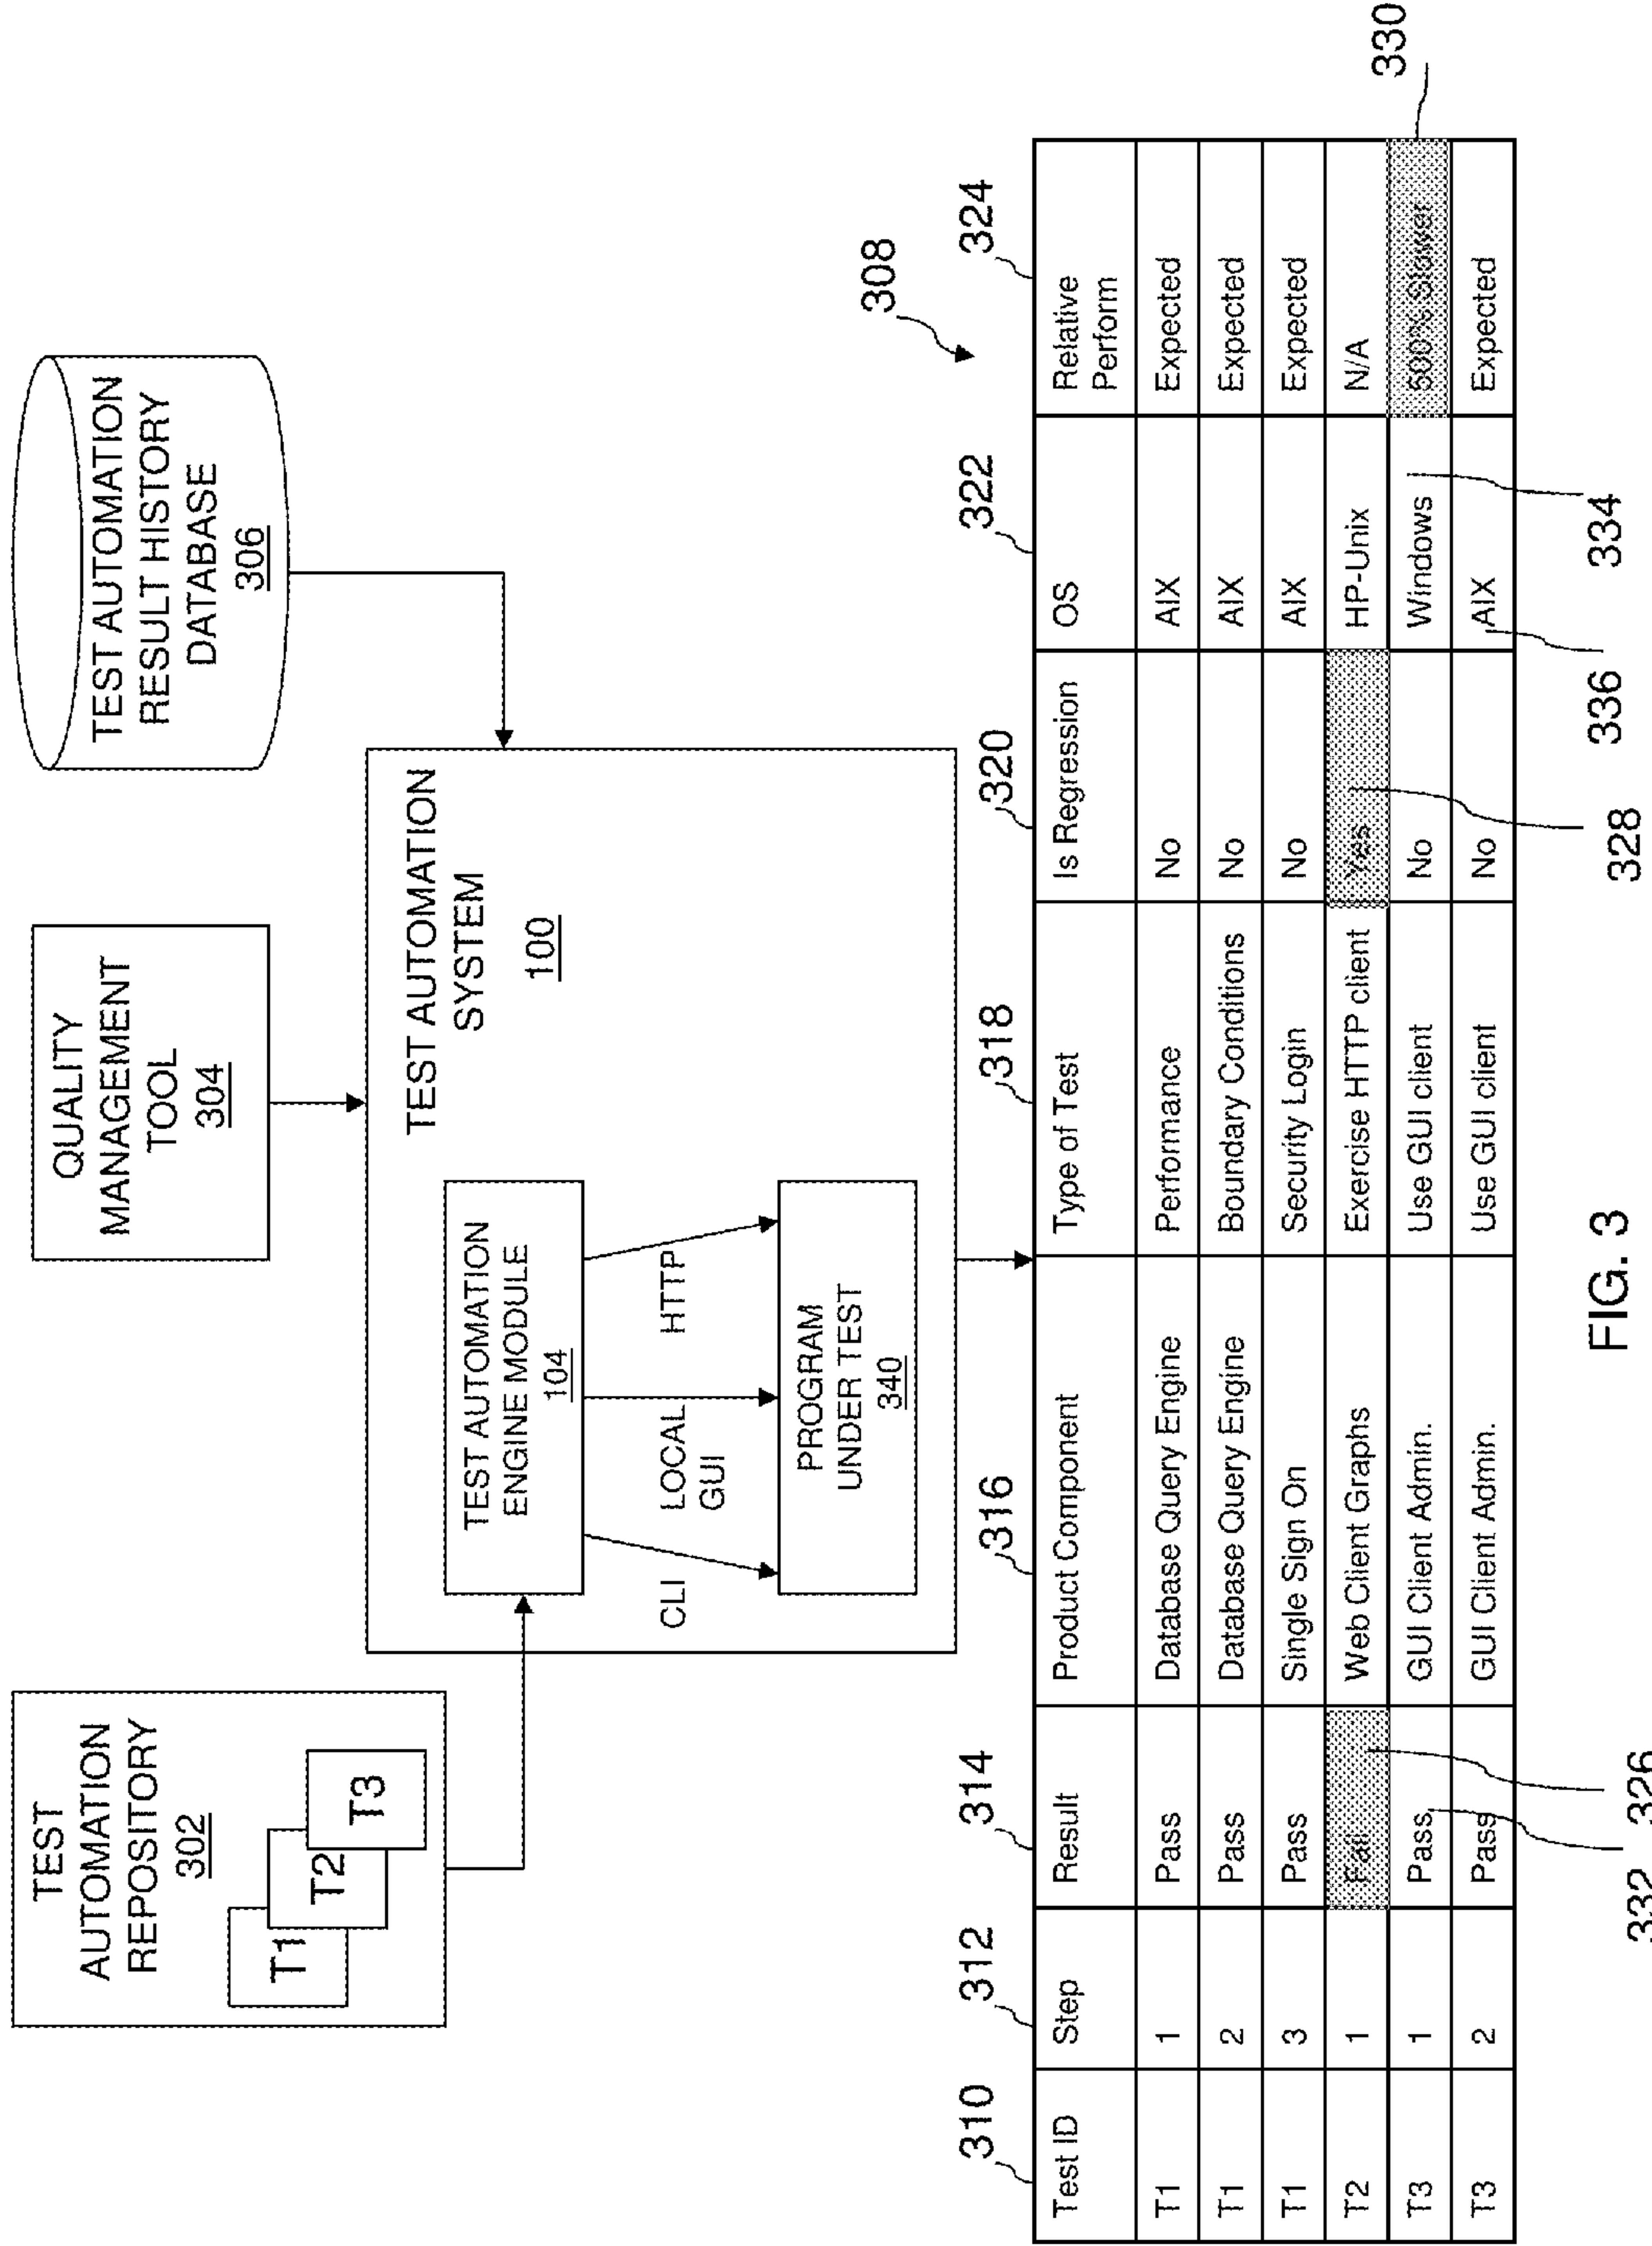 TEST
AUTOMATION
REPOSITORY
302
T1
T2
T3
QUALITY
MANAGEMENT
TOOL
304
TEST AUTOMATION
RESULT HISTORY
DATABASE
306
TEST AUTOMATION
SYSTEM
100
TEST AUTOMATION
ENGINE MODULE
104
CLI
LOCAL
GUI
HTTP
PROGRAM
UNDER TEST
340
308
310 312 314 316 318 320 322 324
Test ID Step Result Product Component Type of Test Is Regression OS Relative
Perform
T1 1 Pass Database Query Engine Performance No AIX Expected
T1 2 Pass Database Query Engine Boundary Conditions No AIX Expected
T1 3 Pass Single Sign On Security Login No AIX Expected
T2 1 Fail Web Client Graphs Exercise HTTP client Yes HP-Unix N/A
T3 1 Pass GUI Client Admin. Use GUI client No Windows Slower
T3 2 Pass GUI Client Admin. Use GUI client No AIX Expected
330
332 326 328 336 334
FIG. 3